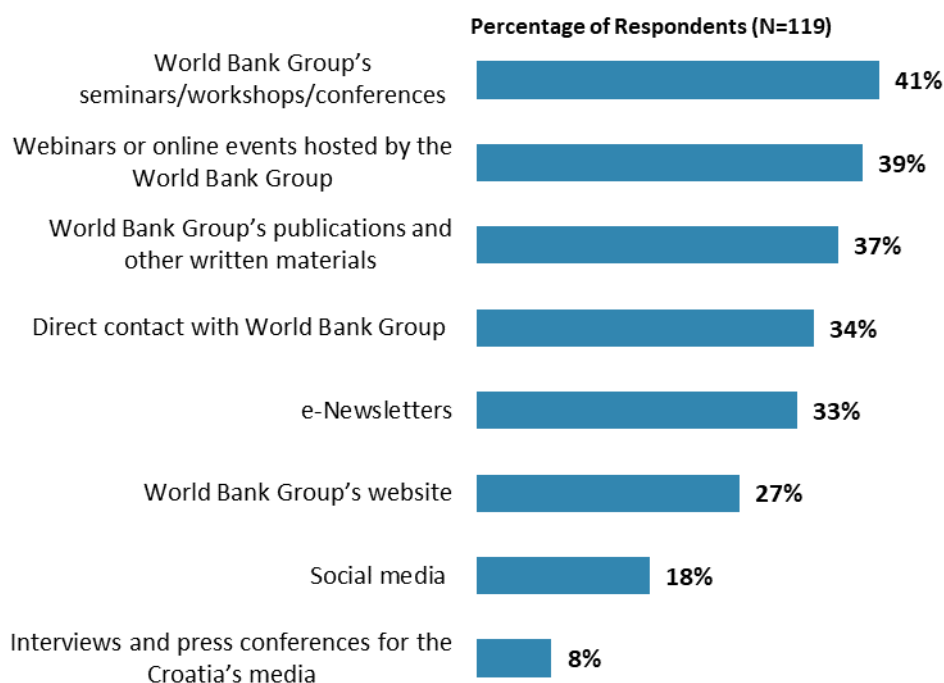 Percentage of Respondents (N=119)
World Bank Group’s
seminars/workshops/conferences
41%
Webinars or online events hosted by the
World Bank Group
39%
World Bank Group’s publications and
other written materials
37%
Direct contact with World Bank Group
34%
e-Newsletters
33%
World Bank Group’s website
27%
Social media
18%
Interviews and press conferences for the
Croatia’s media
8%